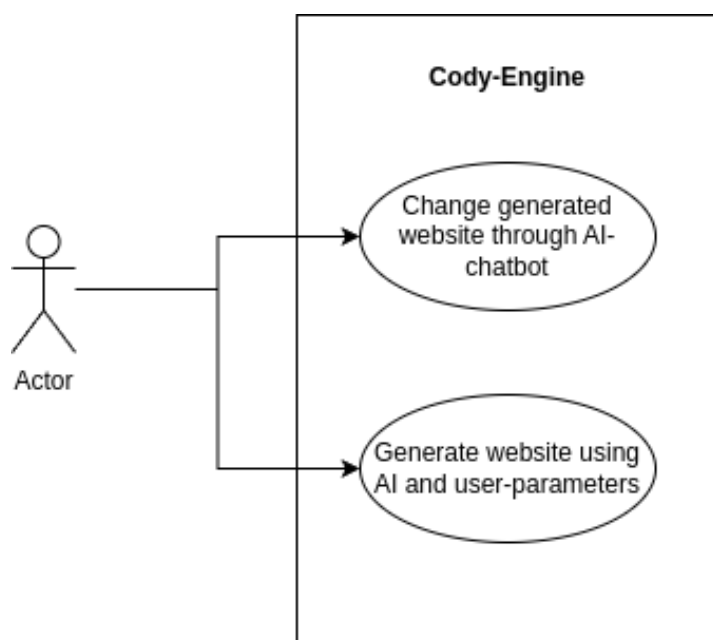 Cody-Engine
Change generated
website through AI-
chatbot
Actor
Generate website using
AI and user-parameters